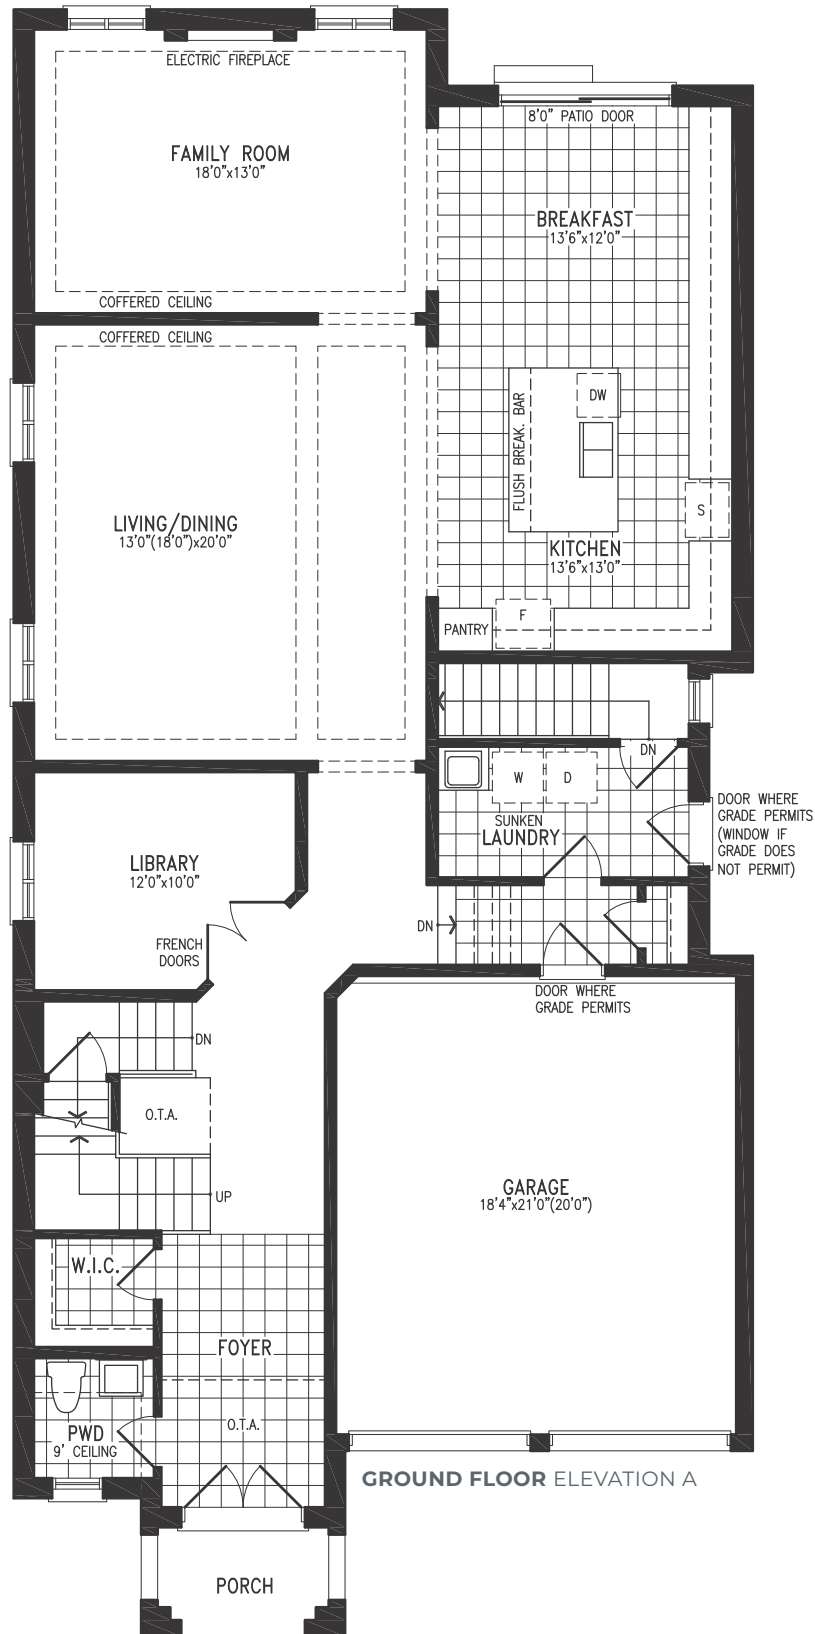 ELECTRIC FIREPLACE
8'0" PATIO DOOR
FAMILY ROOM
18'0"x13'0"
BREAKFAST
13'6"x12'0"
COFFERED CEILING
COFFERED CEILING
DW
FLUSH BREAK. BAR
S
LIVING/DINING
13'0"(18'0")x20'0"
KITCHEN
13'6"x13'0"
F
PANTRY
DN
W
D
SUNKEN
LAUNDRY
DOOR WHERE
GRADE PERMITS
(WINDOW IF
GRADE DOES
NOT PERMIT)
LIBRARY
12'0"x10'0"
FRENCH
DOORS
DN
DOOR WHERE
GRADE PERMITS
DN
O.T.A.
UP
GARAGE
18'4"x21'0"(20'0")
W.I.C.
FOYER
O.T.A.
PWD
9' CEILING
GROUND FLOOR ELEVATION A
PORCH